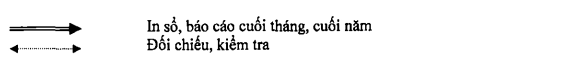 In sổ, báo cáo cuối tháng, cuối năm
Đối chiếu, kiểm tra